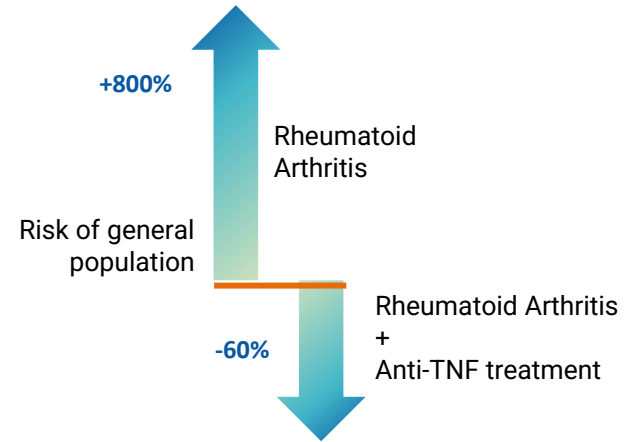 +800%
Rheumatoid
Arthritis
Risk of general
population
Rheumatoid Arthritis
+
Anti-TNF treatment
-60%